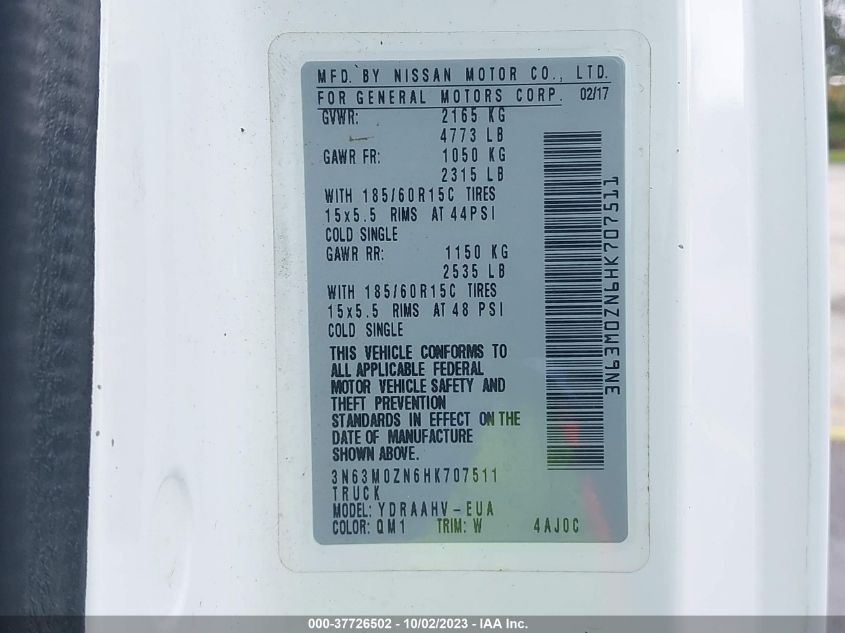 MFD. BY NISSAN MOTOR CO., LTD.
FOR GENERAL MOTORS CORP. 02/17
GVWR: 2165 KG
4773 LB
GAWR FR: 1050 KG
2315 LB
WITH 185/60R15C TIRES
15x5.5 RIMS AT 44PSI
COLD SINGLE
GAWR RR: 1150 KG
2535 LB
WITH 185/60R15C TIRES
15x5.5 RIMS AT 48 PSI
COLD SINGLE
THIS VEHICLE CONFORMS TO
ALL APPLICABLE FEDERAL
MOTOR VEHICLE SAFETY AND
THEFT PREVENTION
STANDARDS IN EFFECT ON THE
DATE OF MANUFACTURE
SHOWN ABOVE.
3N63M0ZN6HK707511
TRUCK
MODEL: YDRAAHV-EUA
COLOR: QM1 TRIM: W 4AJ0C
3N63M0ZN6HK707511
000-37726502 - 10/02/2023 - IAA Inc.